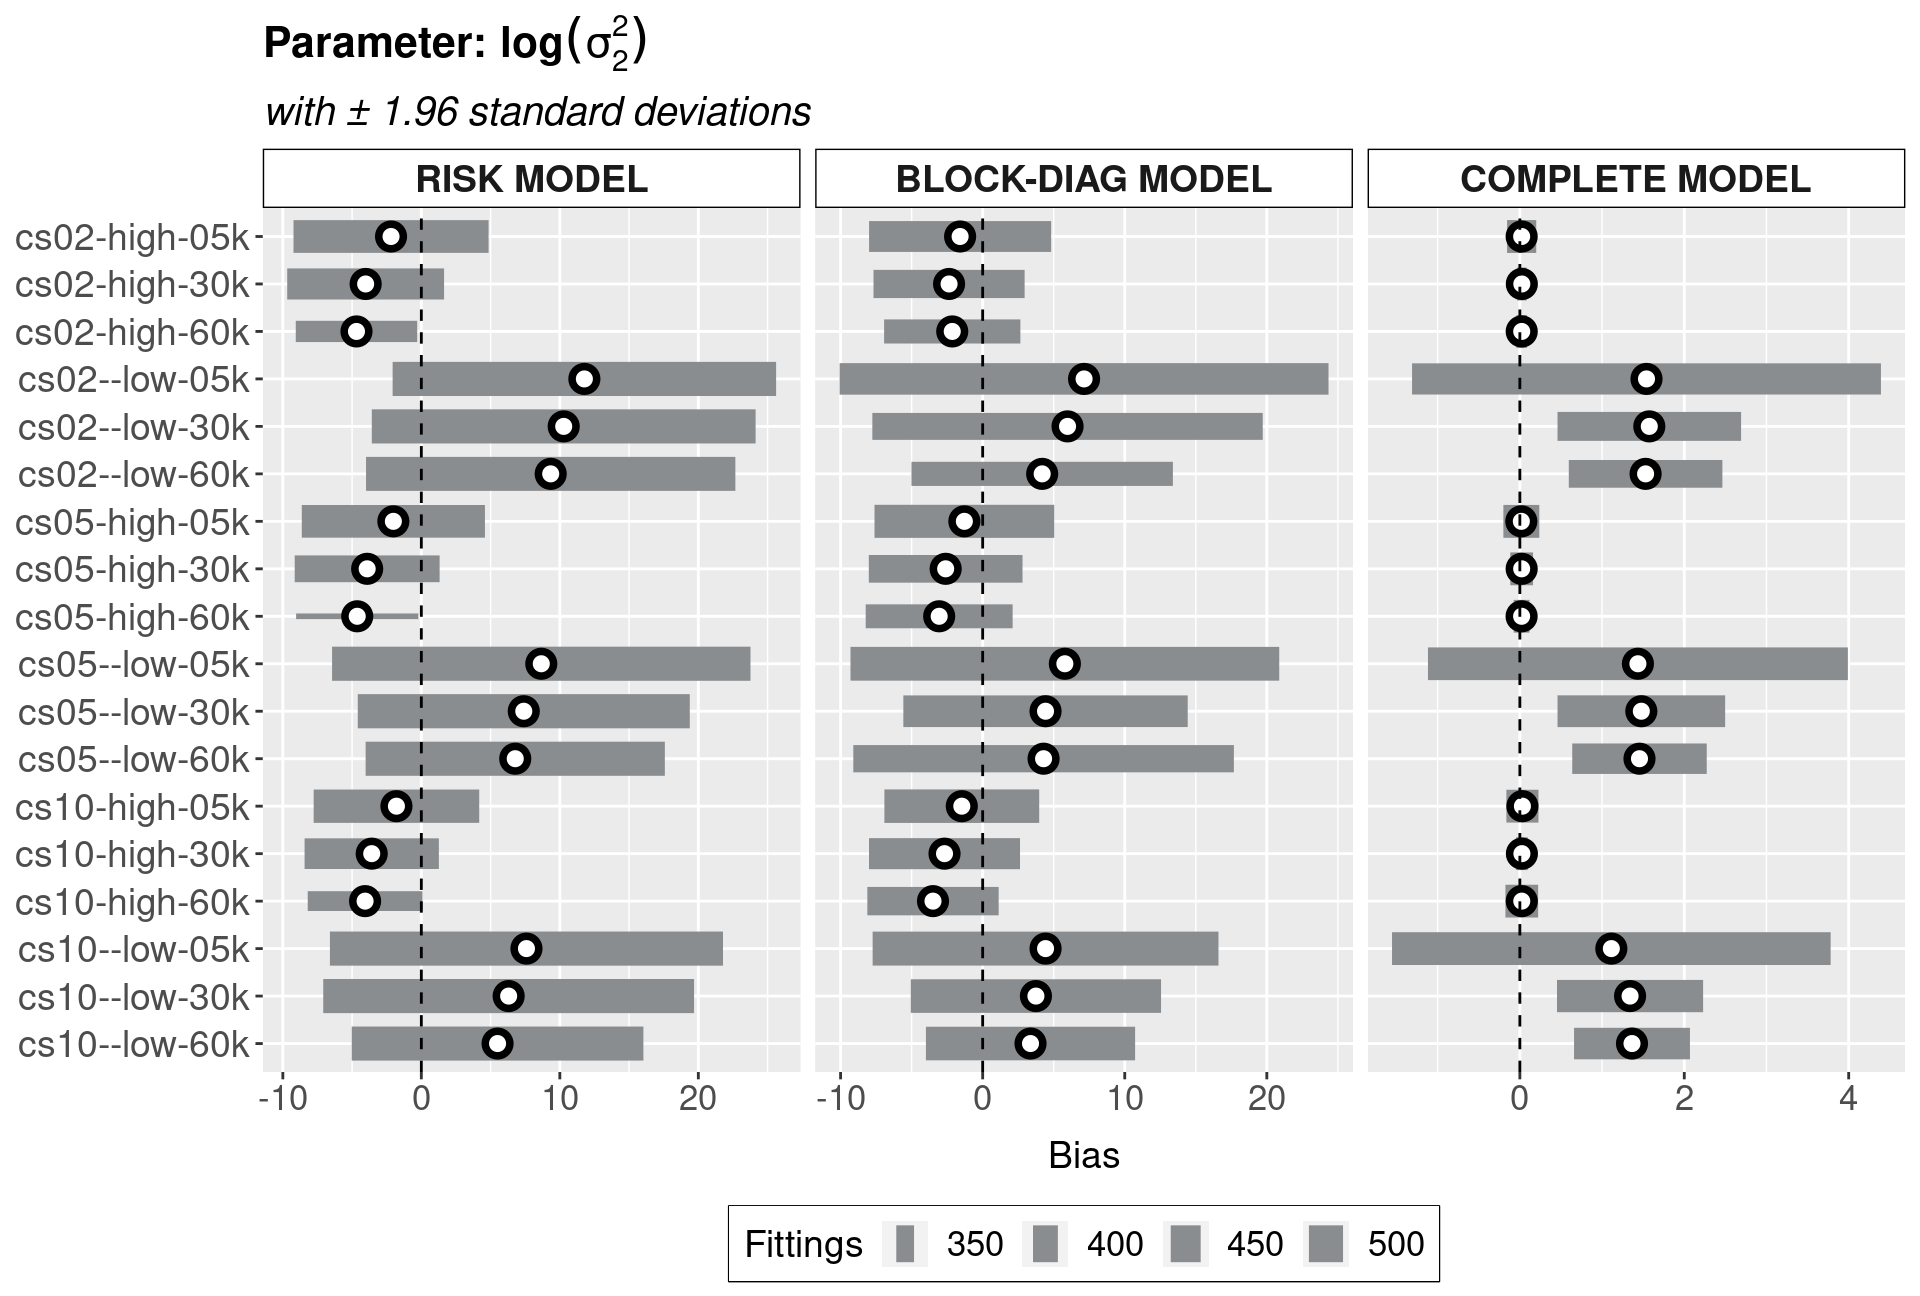 Parameter: log(σ₂²)
with ± 1.96 standard deviations
RISK MODEL BLOCK-DIAG MODEL COMPLETE MODEL
cs02-high-05k
cs02-high-30k
cs02-high-60k
cs02--low-05k
cs02--low-30k
cs02--low-60k
cs05-high-05k
cs05-high-30k
cs05-high-60k
cs05--low-05k
cs05--low-30k
cs05--low-60k
cs10-high-05k
cs10-high-30k
cs10-high-60k
cs10--low-05k
cs10--low-30k
cs10--low-60k
-10 0 10 20 -10 0 10 20 0 2 4
Bias
Fittings 350 400 450 500